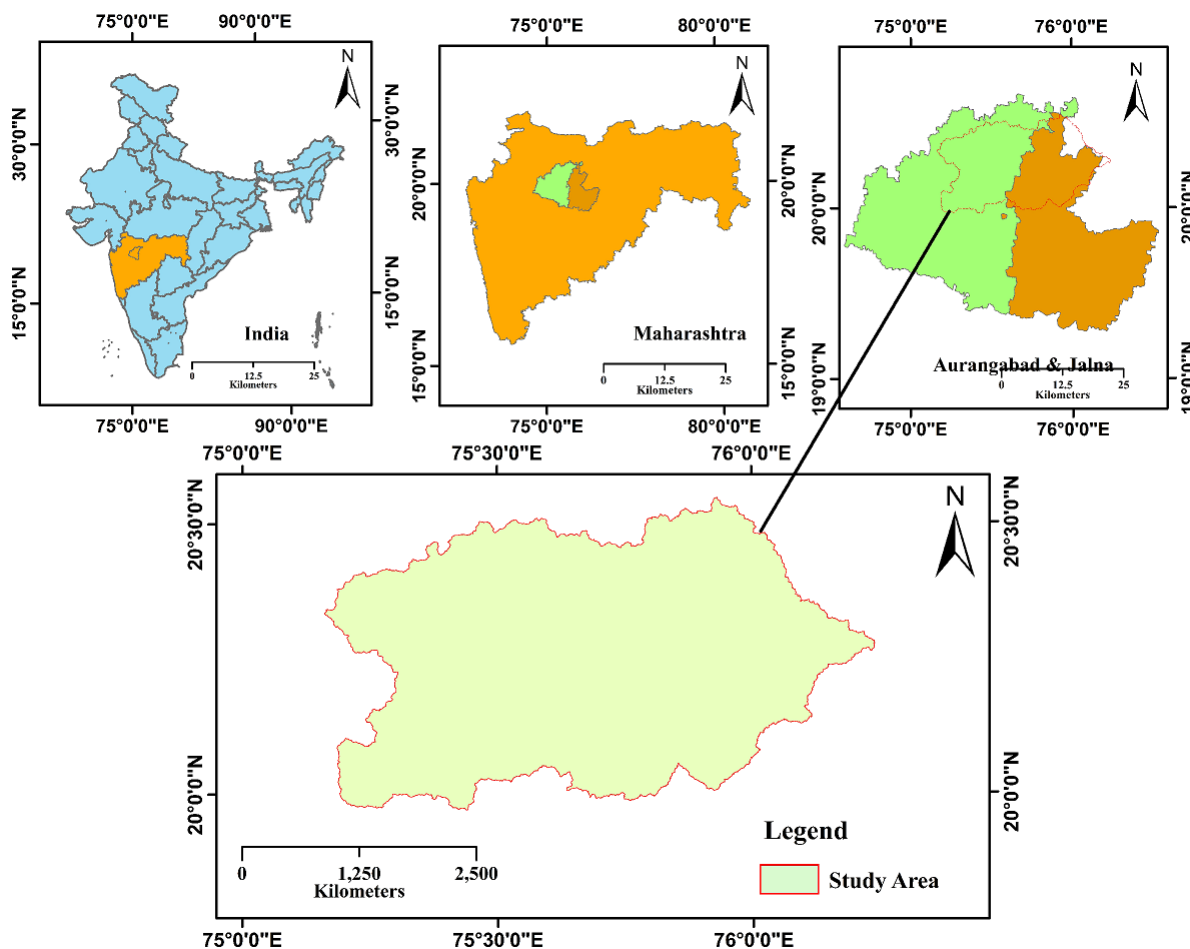 75°0'0"E 90°0'0"E
30°0'0"N
15°0'0"N
N
30°0'0"N
15°0'0"N
India
0 12.5 25
Kilometers
75°0'0"E 90°0'0"E
75°0'0"E 80°0'0"E
20°0'0"N
15°0'0"N
N
20°0'0"N
15°0'0"N
Maharashtra
0 12.5 25
Kilometers
75°0'0"E 80°0'0"E
75°0'0"E 76°0'0"E
20°0'0"N
19°0'0"N
N
20°0'0"N
19°0'0"N
Aurangabad & Jalna
0 12.5 25
Kilometers
75°0'0"E 76°0'0"E
75°0'0"E 75°30'0"E 76°0'0"E
20°30'0"N
20°0'0"N
N
20°30'0"N
20°0'0"N
Legend
Study Area
0 1,250 2,500
Kilometers
75°0'0"E 75°30'0"E 76°0'0"E